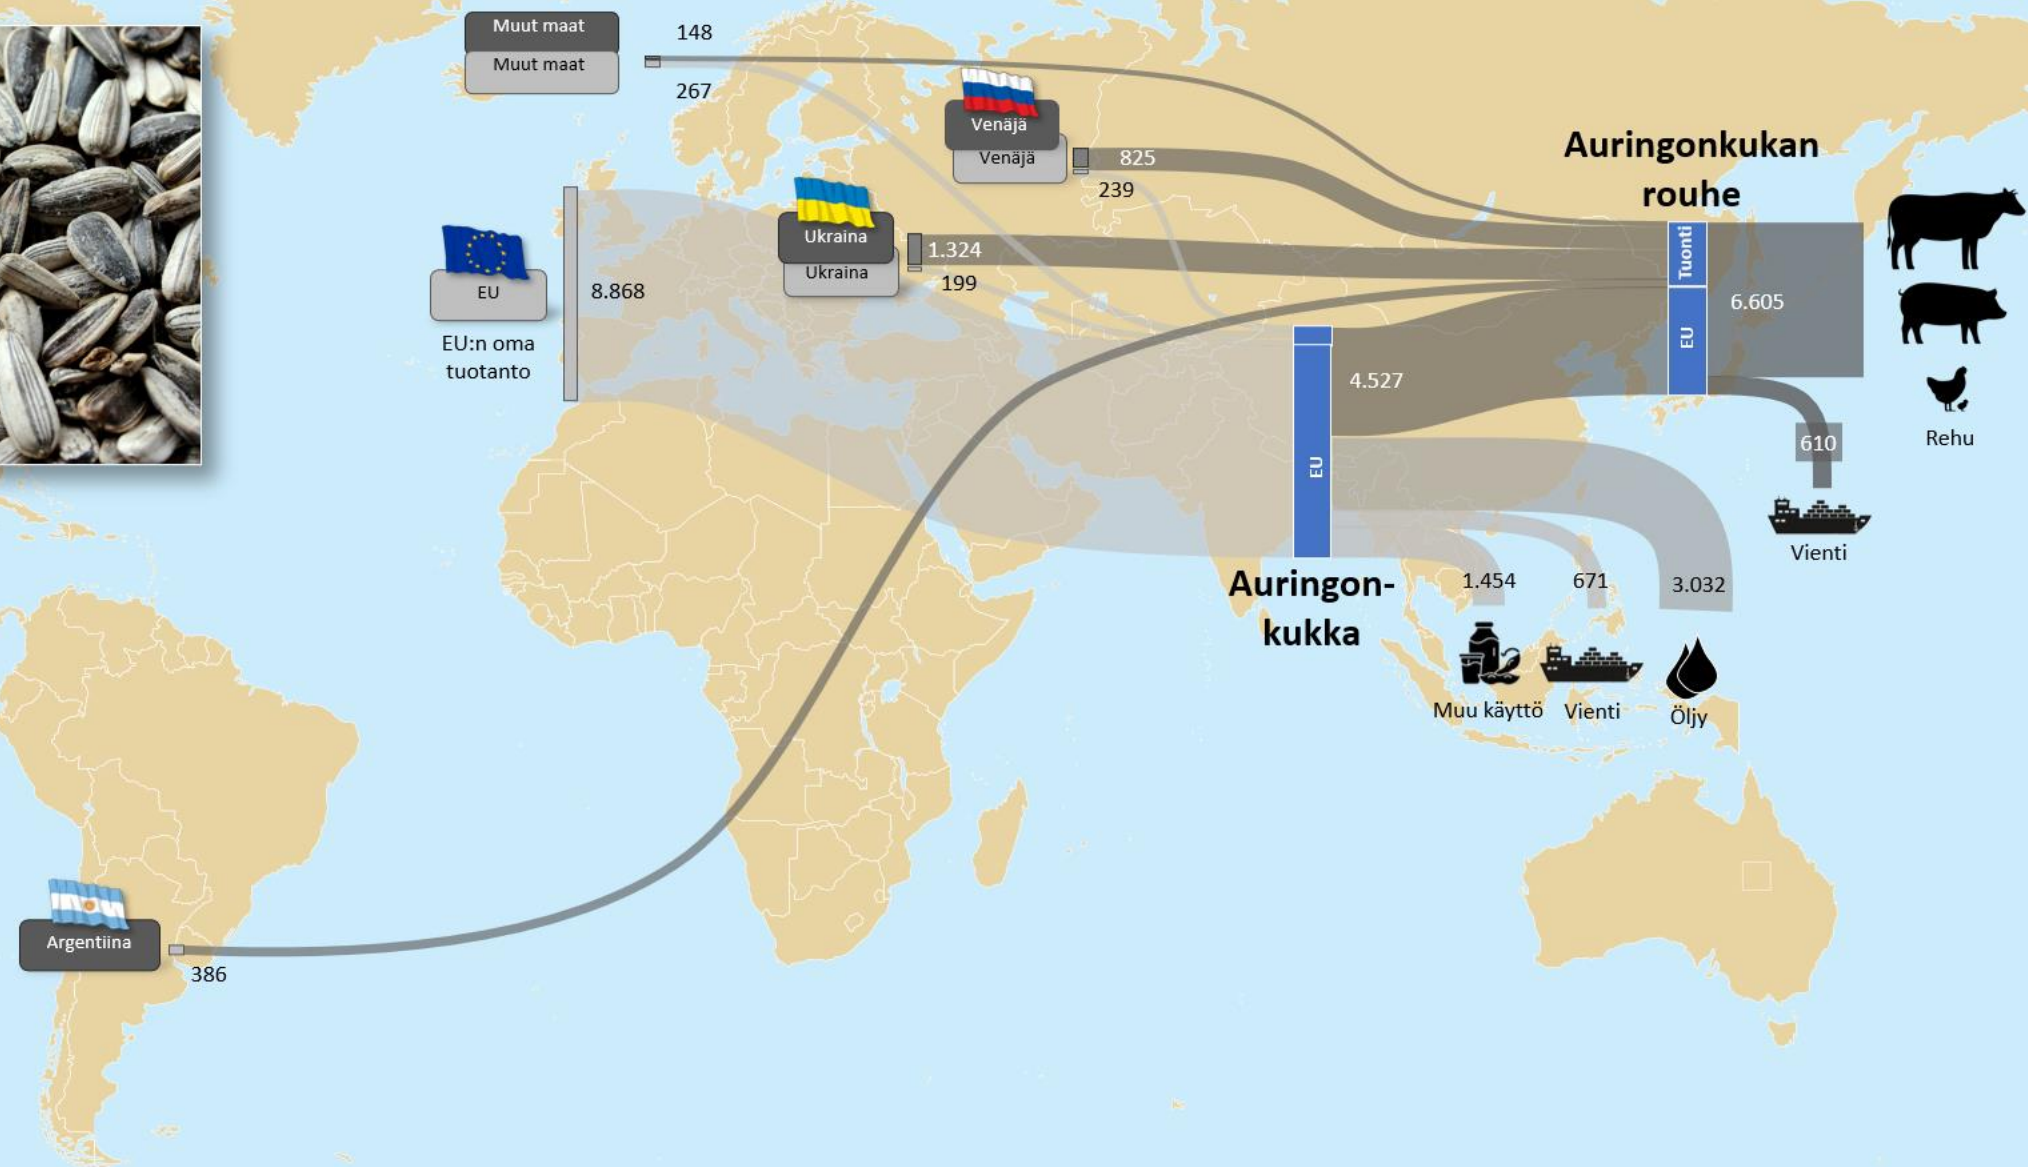 Muut maat
148
Muut maat
267
Venäjä
Venäjä
825
239
Auringonkukan
rouhe
Ukraina
Ukraina
1.324
199
EU
8.868
EU:n oma
tuotanto
Tuonti
EU
6.605
EU
4.527
Rehu
610
Vienti
Auringon-
kukka
1.454
671
3.032
Muu käyttö
Vienti
Öljy
Argentiina
386